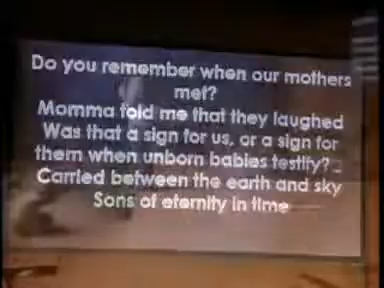 Do you remember when our mothers
met?
Momma told me that they laughed
Was that a sign for us, or a sign for
them when unborn babies testify?
Carried between the earth and sky
Sons of eternity in time